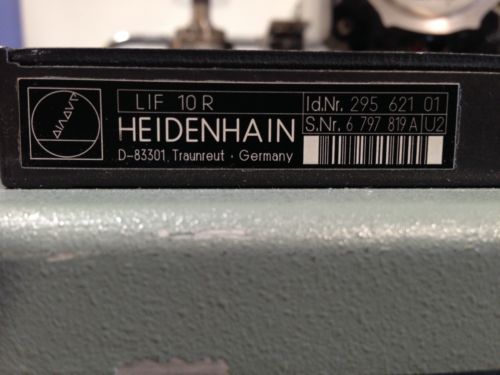 LIF 10 R
HEIDENHAIN
D-83301 Traunreut · Germany
Id.Nr. 295 621 01
S.Nr. 6 797 819 A U2